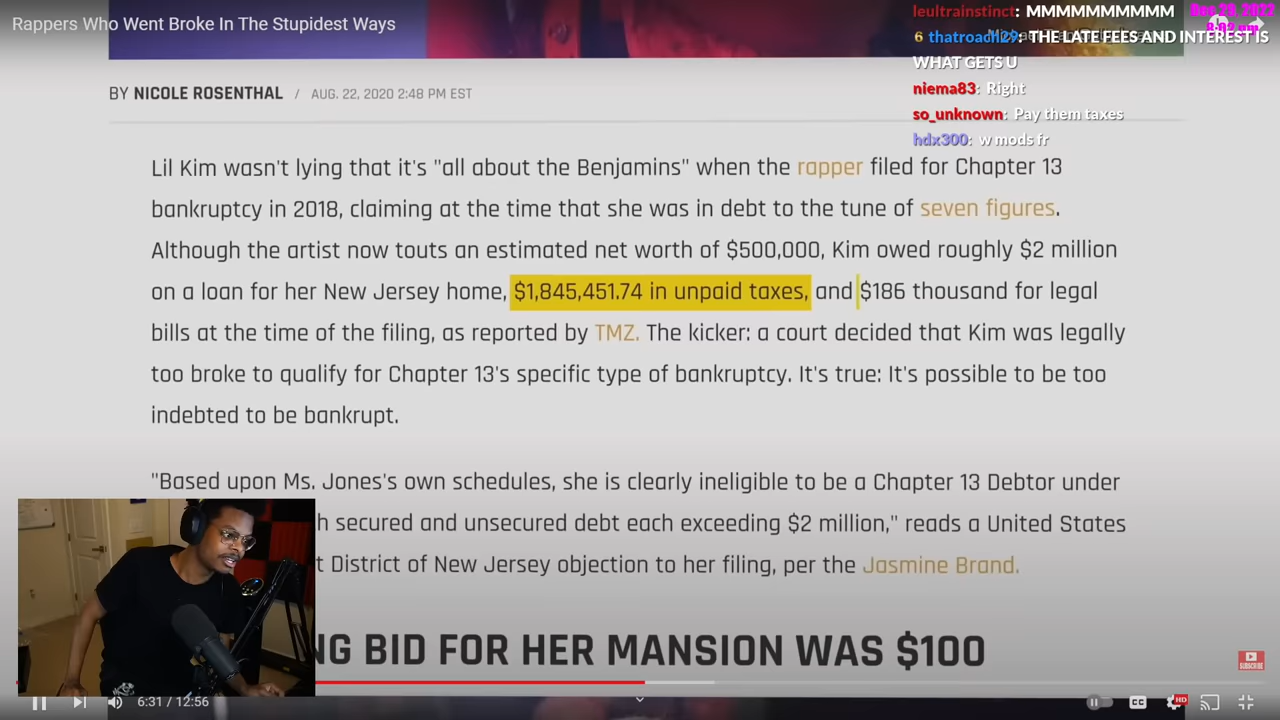 Rappers Who Went Broke In The Stupidest Ways
leultrainstinct: MMMMMMMMMM
6 thatroach29: THE LATE FEES AND INTEREST IS
WHAT GETS U
niema83: Right
so_unknown: Pay them taxes
hdx300: w mods fr
BY NICOLE ROSENTHAL / AUG. 22, 2020 2:48 PM EST
Lil Kim wasn't lying that it's "all about the Benjamins" when the rapper filed for Chapter 13
bankruptcy in 2018, claiming at the time that she was in debt to the tune of seven figures.
Although the artist now touts an estimated net worth of $500,000, Kim owed roughly $2 million
on a loan for her New Jersey home, $1,845,451.74 in unpaid taxes, and $186 thousand for legal
bills at the time of the filing, as reported by TMZ. The kicker: a court decided that Kim was legally
too broke to qualify for Chapter 13's specific type of bankruptcy. It's true: It's possible to be too
indebted to be bankrupt.
"Based upon Ms. Jones's own schedules, she is clearly ineligible to be a Chapter 13 Debtor under
h secured and unsecured debt each exceeding $2 million," reads a United States
t District of New Jersey objection to her filing, per the Jasmine Brand.
NG BID FOR HER MANSION WAS $100
SUBSCRIBE
6:31 / 12:56
CC
HD